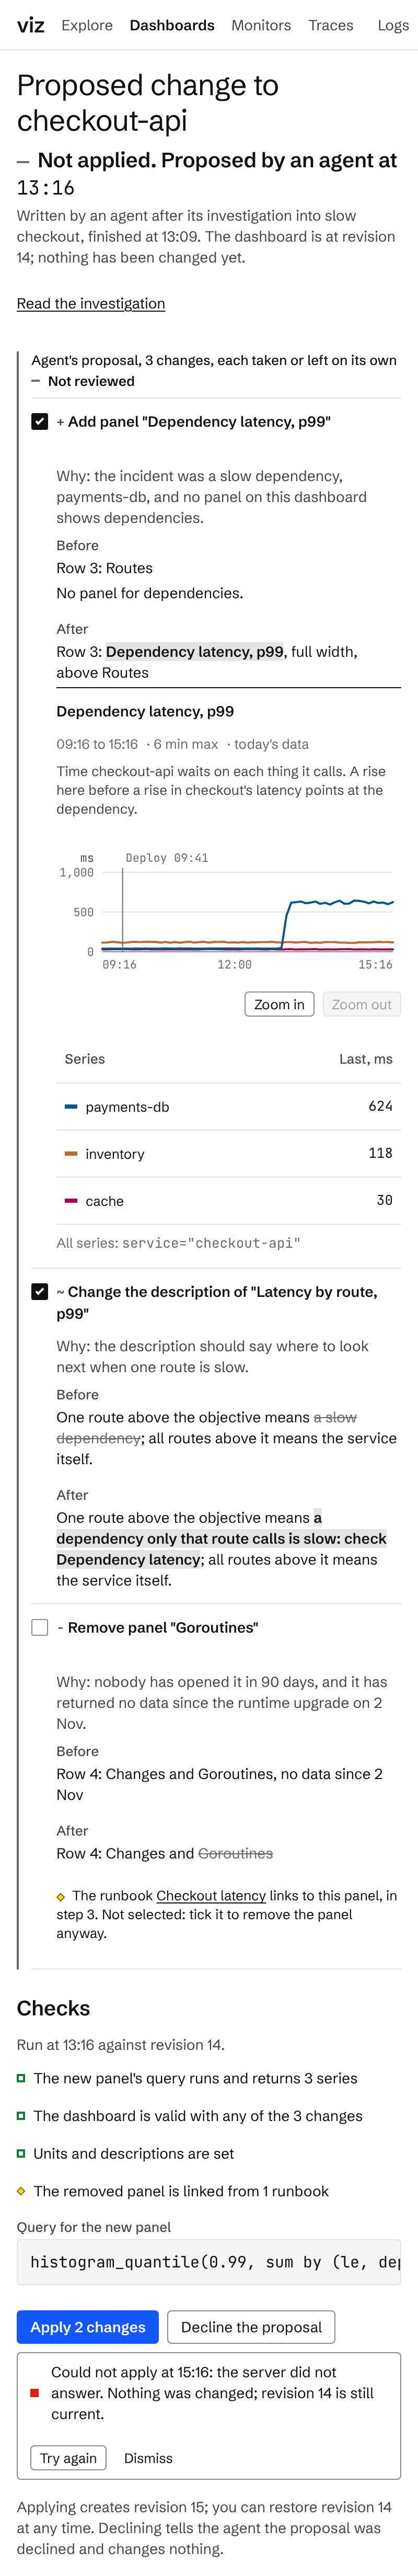 viz Explore Dashboards Monitors Traces Logs
Proposed change to
checkout-api
— Not applied. Proposed by an agent at
13:16
Written by an agent after its investigation into slow
checkout, finished at 13:09. The dashboard is at revision
14; nothing has been changed yet.
Read the investigation
Agent's proposal, 3 changes, each taken or left on its own
— Not reviewed
+ Add panel "Dependency latency, p99"
Why: the incident was a slow dependency,
payments-db, and no panel on this dashboard
shows dependencies.
Before
Row 3: Routes
No panel for dependencies.
After
Row 3: Dependency latency, p99, full width,
above Routes
Dependency latency, p99
09:16 to 15:16 · 6 min max · today's data
Time checkout-api waits on each thing it calls. A rise
here before a rise in checkout's latency points at the
dependency.
ms Deploy 09:41
1,000
500
0
09:16 12:00 15:16
Zoom in Zoom out
Series Last, ms
payments-db 624
inventory 118
cache 30
All series: service="checkout-api"
~ Change the description of "Latency by route,
p99"
Why: the description should say where to look
next when one route is slow.
Before
One route above the objective means a slow
dependency; all routes above it means the service
itself.
After
One route above the objective means a
dependency only that route calls is slow: check
Dependency latency; all routes above it means
the service itself.
- Remove panel "Goroutines"
Why: nobody has opened it in 90 days, and it has
returned no data since the runtime upgrade on 2
Nov.
Before
Row 4: Changes and Goroutines, no data since 2
Nov
After
Row 4: Changes and Goroutines
The runbook Checkout latency links to this panel, in
step 3. Not selected: tick it to remove the panel
anyway.
Checks
Run at 13:16 against revision 14.
The new panel's query runs and returns 3 series
The dashboard is valid with any of the 3 changes
Units and descriptions are set
The removed panel is linked from 1 runbook
Query for the new panel
histogram_quantile(0.99, sum by (le, dep
Apply 2 changes Decline the proposal
Could not apply at 15:16: the server did not
answer. Nothing was changed; revision 14 is still
current.
Try again Dismiss
Applying creates revision 15; you can restore revision 14
at any time. Declining tells the agent the proposal was
declined and changes nothing.